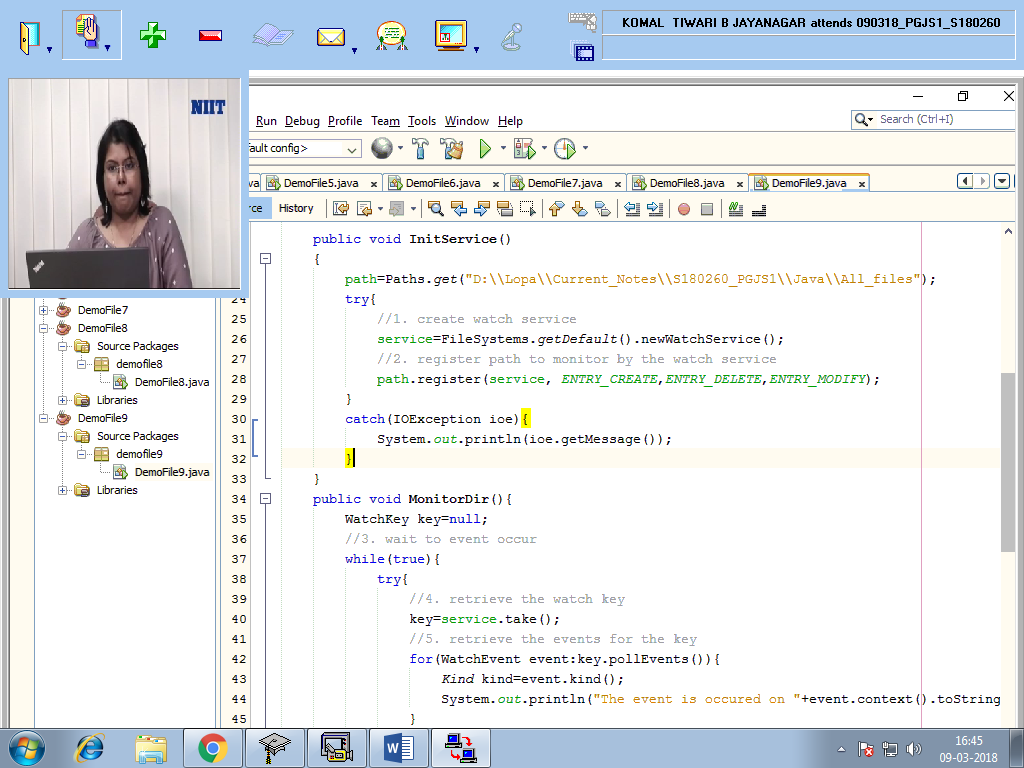 KOMAL TIWARI B JAYANAGAR attends 090318_PGJS1_S180260
NIIT
Run Debug Profile Team Tools Window Help
Search (Ctrl+I)
ault config>
va DemoFile5.java x DemoFile6.java x DemoFile7.java x DemoFile8.java x DemoFile9.java x
rce History
DemoFile7
DemoFile8
Source Packages
demofile8
DemoFile8.java
Libraries
DemoFile9
Source Packages
demofile9
DemoFile9.java
Libraries
public void InitService()
{
path=Paths.get("D:\\Lopa\\Current_Notes\\S180260_PGJS1\\Java\\All_files");
24 try{
25 //1. create watch service
26 service=FileSystems.getDefault().newWatchService();
27 //2. register path to monitor by the watch service
28 path.register(service, ENTRY_CREATE,ENTRY_DELETE,ENTRY_MODIFY);
29 }
30 catch(IOException ioe){
31 System.out.println(ioe.getMessage());
32 }
33 }
34 public void MonitorDir(){
35 WatchKey key=null;
36 //3. wait to event occur
37 while(true){
38 try{
39 //4. retrieve the watch key
40 key=service.take();
41 //5. retrieve the events for the key
42 for(WatchEvent event:key.pollEvents()){
43 Kind kind=event.kind();
44 System.out.println("The event is occured on "+event.context().toString
45 }
16:45
09-03-2018